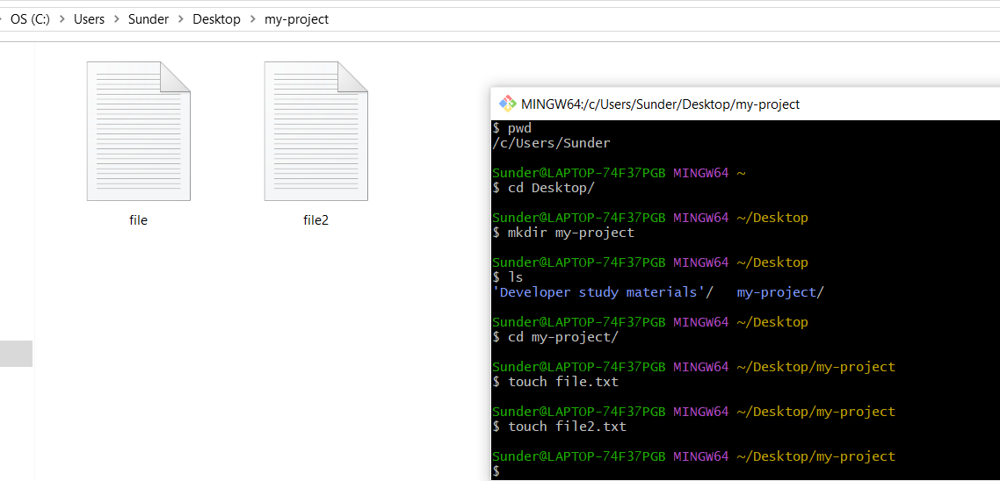 OS (C:) > Users > Sunder > Desktop > my-project
file
file2
MINGW64:/c/Users/Sunder/Desktop/my-project
$ pwd
/c/Users/Sunder
Sunder@LAPTOP-74F37PGB MINGW64 ~
$ cd Desktop/
Sunder@LAPTOP-74F37PGB MINGW64 ~/Desktop
$ mkdir my-project
Sunder@LAPTOP-74F37PGB MINGW64 ~/Desktop
$ ls
'Developer study materials'/   my-project/
Sunder@LAPTOP-74F37PGB MINGW64 ~/Desktop
$ cd my-project/
Sunder@LAPTOP-74F37PGB MINGW64 ~/Desktop/my-project
$ touch file.txt
Sunder@LAPTOP-74F37PGB MINGW64 ~/Desktop/my-project
$ touch file2.txt
Sunder@LAPTOP-74F37PGB MINGW64 ~/Desktop/my-project
$